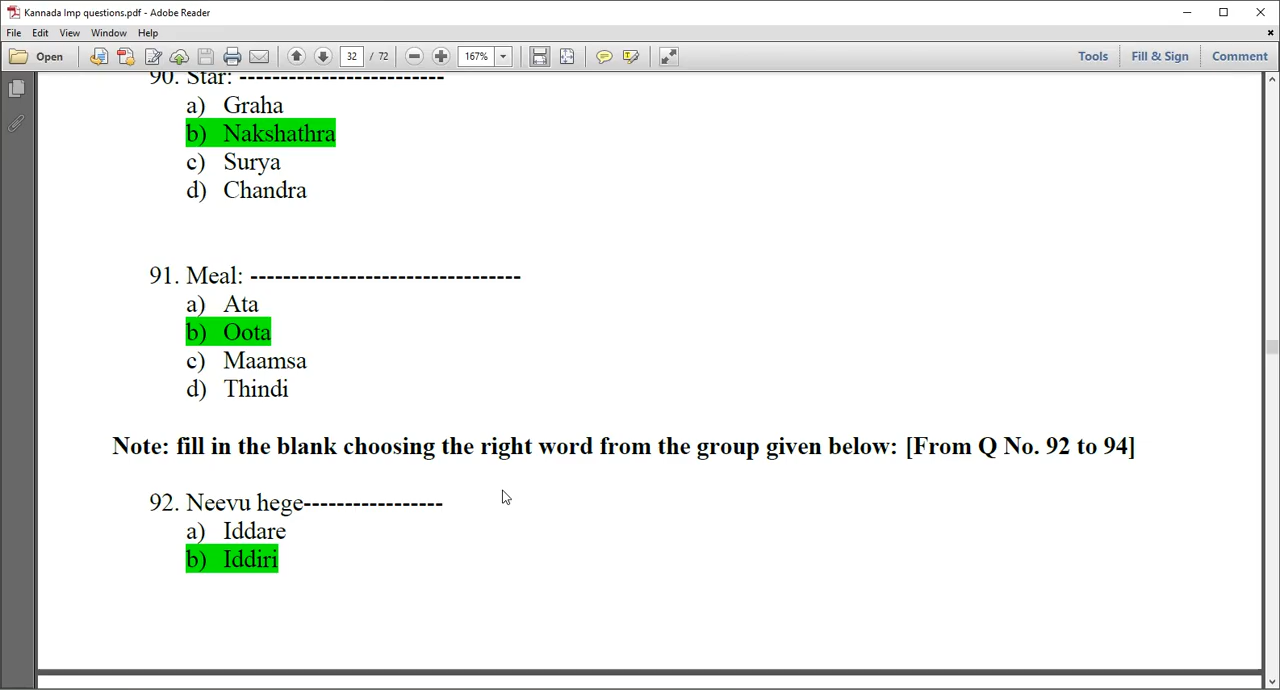 Kannada Imp questions.pdf - Adobe Reader
File Edit View Window Help
Open 32 / 72 167% Tools Fill & Sign Comment
90. Star: -------------------------
a) Graha
b) Nakshathra
c) Surya
d) Chandra
91. Meal: ---------------------------------
a) Ata
b) Oota
c) Maamsa
d) Thindi
Note: fill in the blank choosing the right word from the group given below: [From Q No. 92 to 94]
92. Neevu hege-----------------
a) Iddare
b) Iddiri